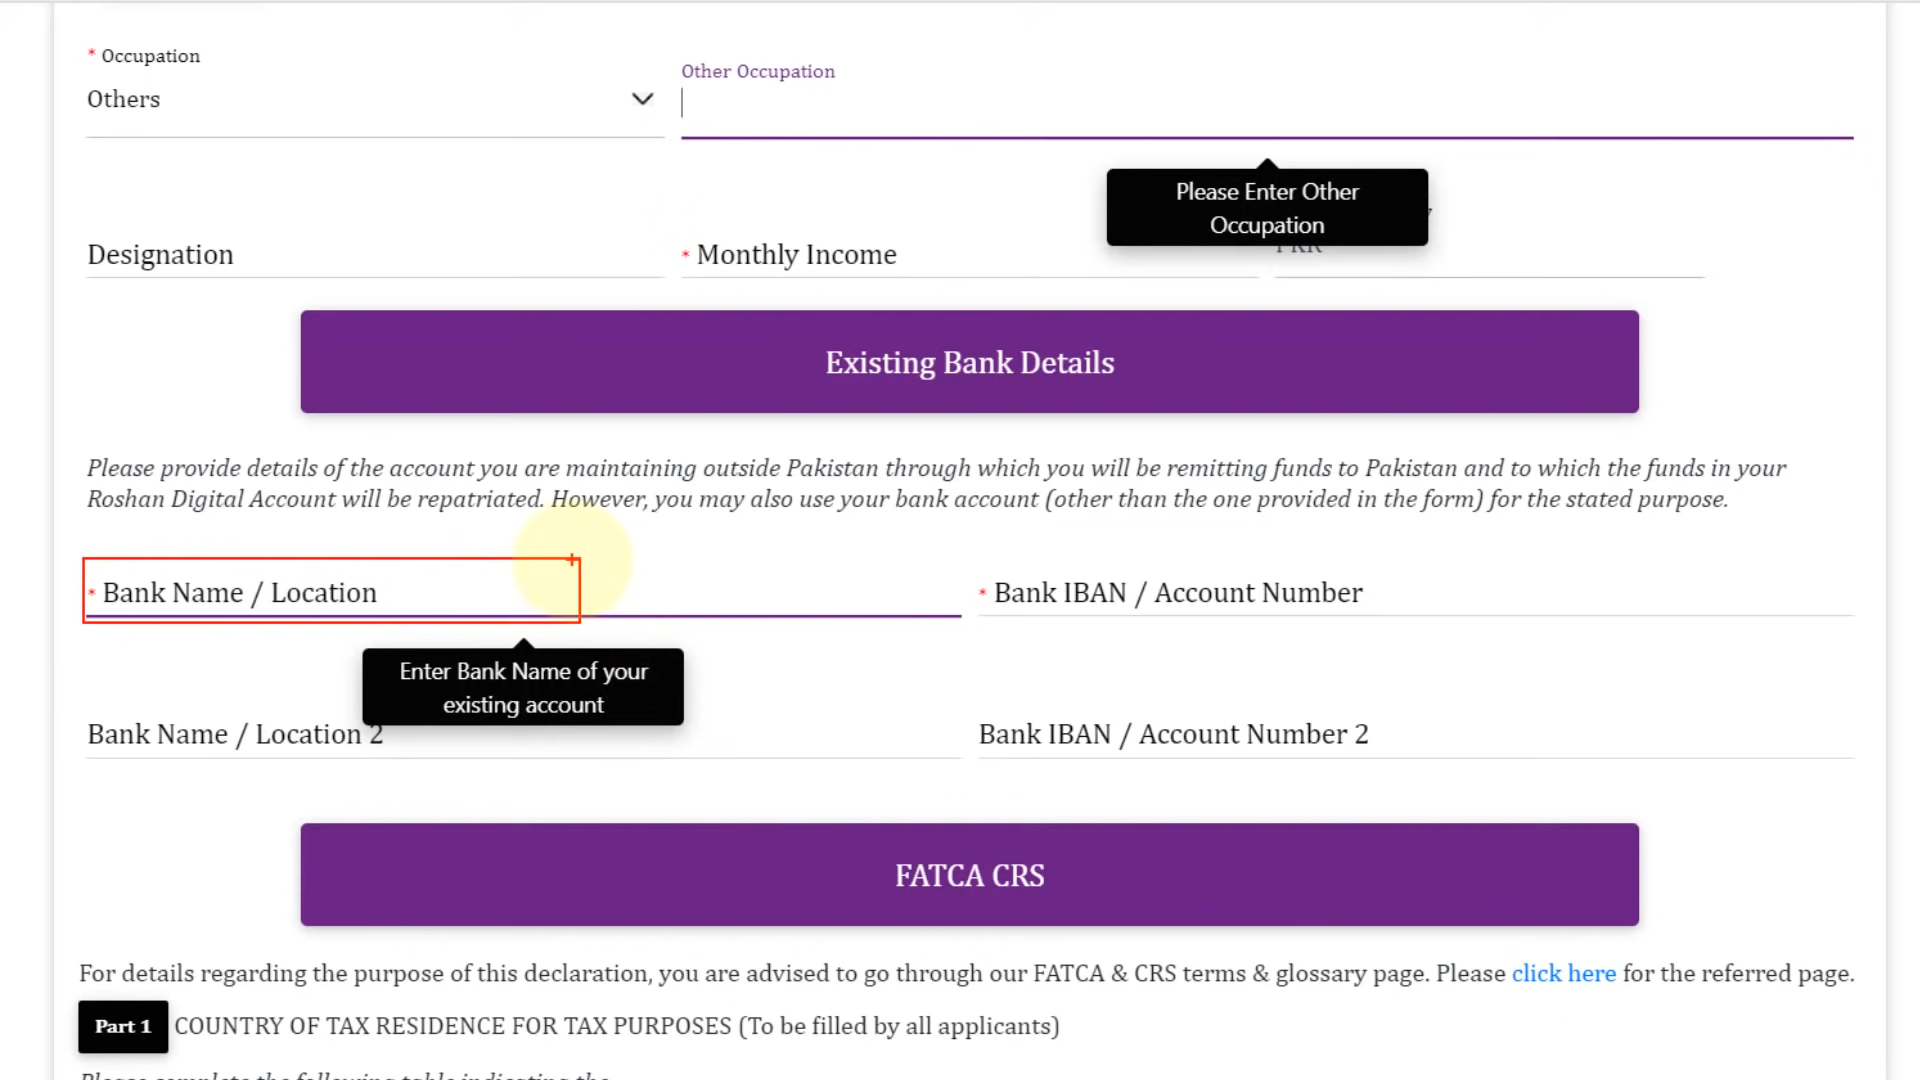 * Occupation
Others
Other Occupation
Please Enter Other
Occupation
Designation
* Monthly Income
Existing Bank Details
Please provide details of the account you are maintaining outside Pakistan through which you will be remitting funds to Pakistan and to which the funds in your
Roshan Digital Account will be repatriated. However, you may also use your bank account (other than the one provided in the form) for the stated purpose.
* Bank Name / Location
* Bank IBAN / Account Number
Enter Bank Name of your
existing account
Bank Name / Location 2
Bank IBAN / Account Number 2
FATCA CRS
For details regarding the purpose of this declaration, you are advised to go through our FATCA & CRS terms & glossary page. Please click here for the referred page.
Part 1 COUNTRY OF TAX RESIDENCE FOR TAX PURPOSES (To be filled by all applicants)
Please complete the following table indicating the